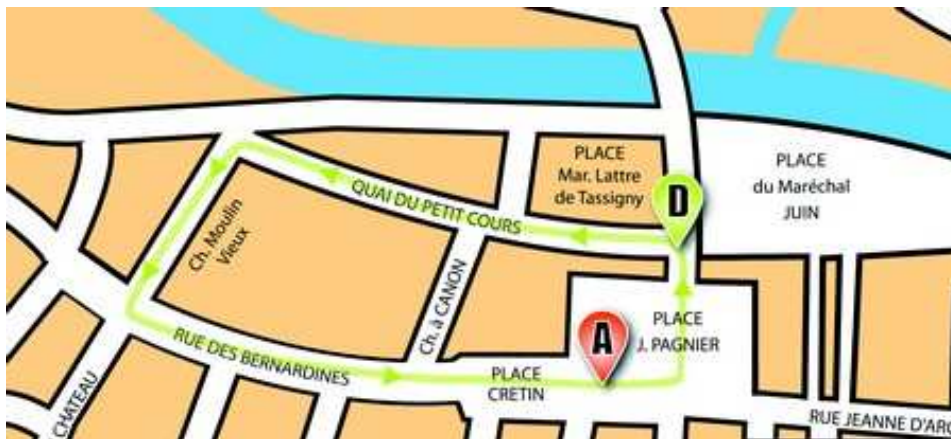 PLACE
Mar. Lattre
de Tassigny
PLACE
du Maréchal
JUIN
D
QUAI DU PETIT COURS
Ch. Moulin
Vieux
Ch. à CANON
RUE DES BERNARDINES
A
PLACE
J. PAGNIER
PLACE
CRETIN
CHATEAU
RUE JEANNE D'AR